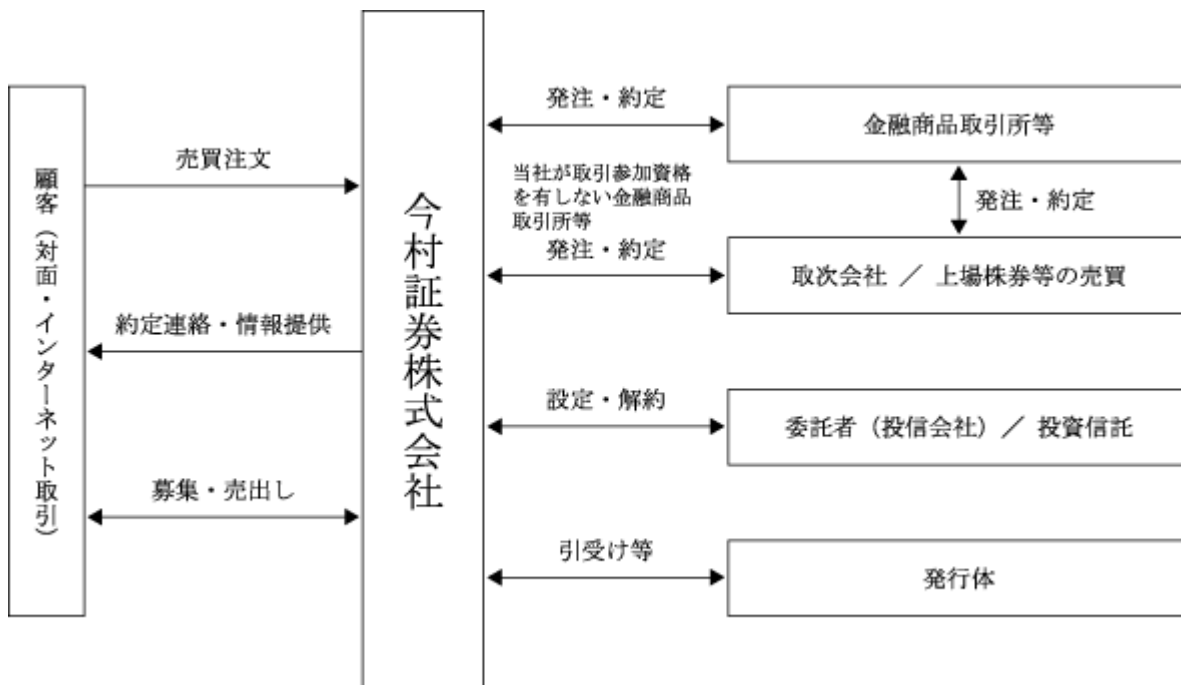 顧客（対面・インターネット取引）
売買注文
約定連絡・情報提供
募集・売出し
今村証券株式会社
発注・約定
当社が取引参加資格
を有しない金融商品
取引所等
発注・約定
設定・解約
引受け等
金融商品取引所等
発注・約定
取次会社 ／ 上場株券等の売買
委託者（投信会社）／ 投資信託
発行体